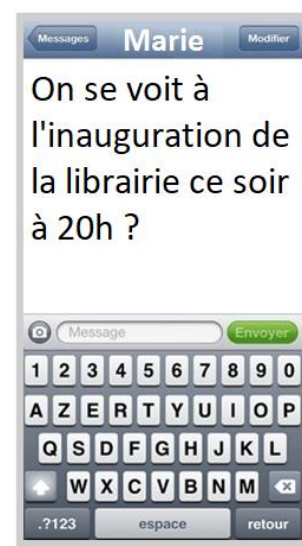 Messages Marie Modifier
On se voit à
l'inauguration de
la librairie ce soir
à 20h ?
Message Envoyer
1 2 3 4 5 6 7 8 9 0
A Z E R T Y U I O P
Q S D F G H J K L
W X C V B N M
.?123 espace retour